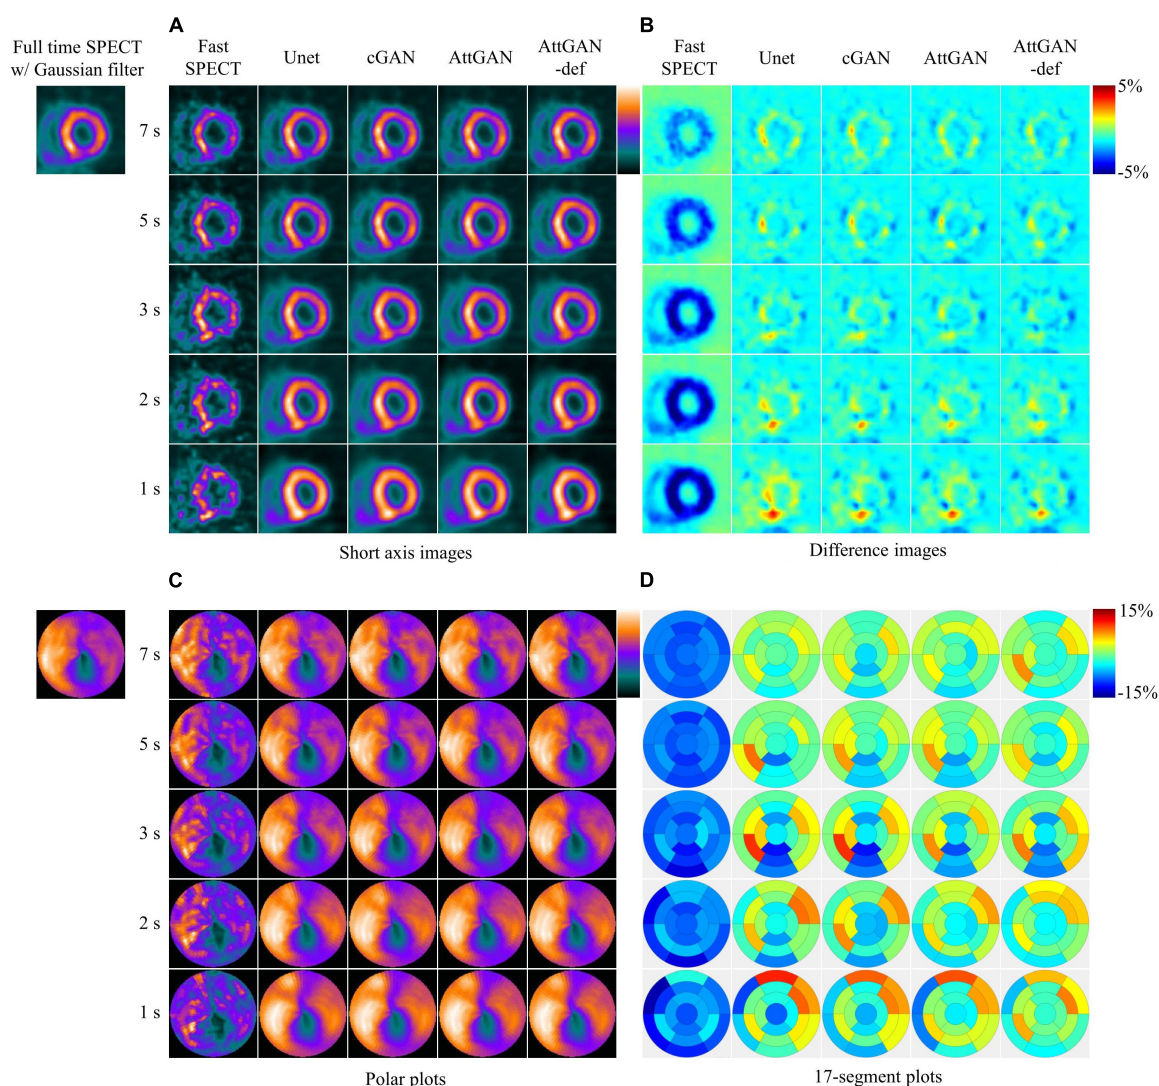 Full time SPECT
w/ Gaussian filter
A
Fast
SPECT
Unet
cGAN
AttGAN
AttGAN
-def
7 s
5 s
3 s
2 s
1 s
Short axis images
B
Fast
SPECT
Unet
cGAN
AttGAN
AttGAN
-def
5%
-5%
Difference images
C
7 s
5 s
3 s
2 s
1 s
Polar plots
D
15%
-15%
17-segment plots